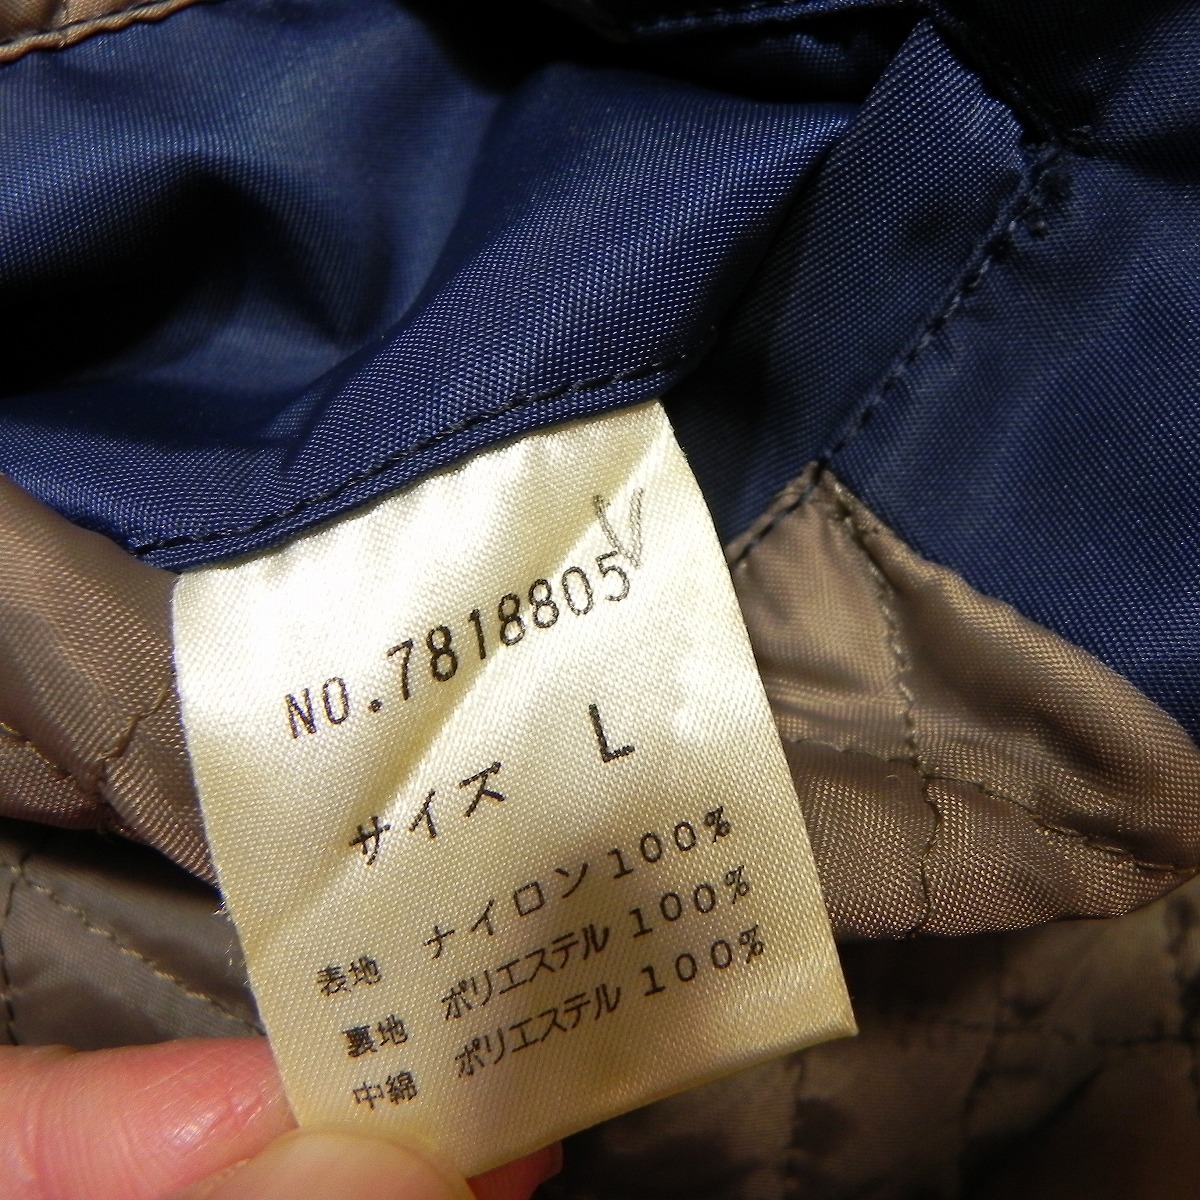 V
NO.7818805
サイズ L
表地 ナイロン100%
裏地 ポリエステル100%
中綿 ポリエステル100%